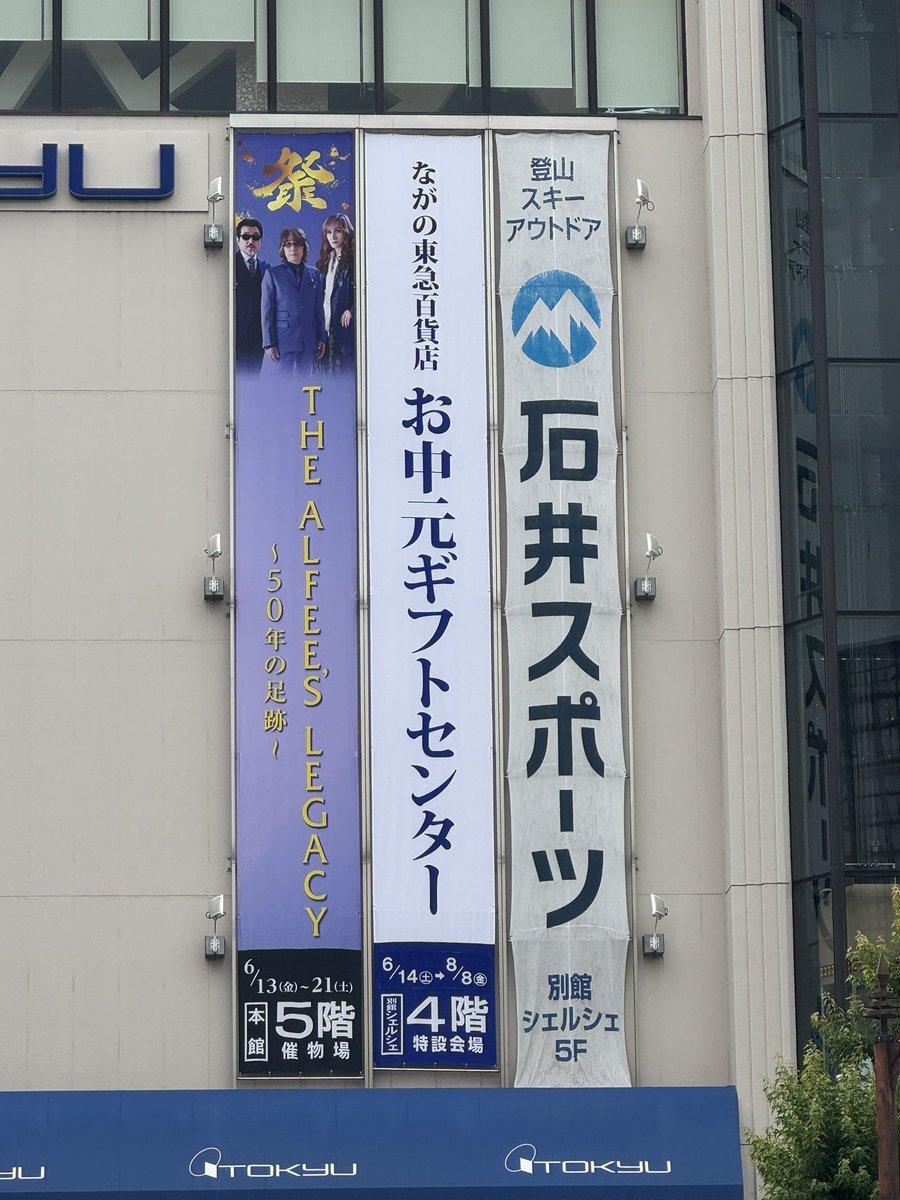 YU
祭
THE ALFEE'S LEGACY
～50年の足跡～
6/13(金)～21(土)
本館
5階
催物場
ながの東急百貨店
お中元ギフトセンター
6/14(土)→8/8(金)
別館シェルシェ
4階
特設会場
登山
スキー
アウトドア
石井スポーツ
別館
シェルシェ
5F
YU
TOKYU
TOKYU